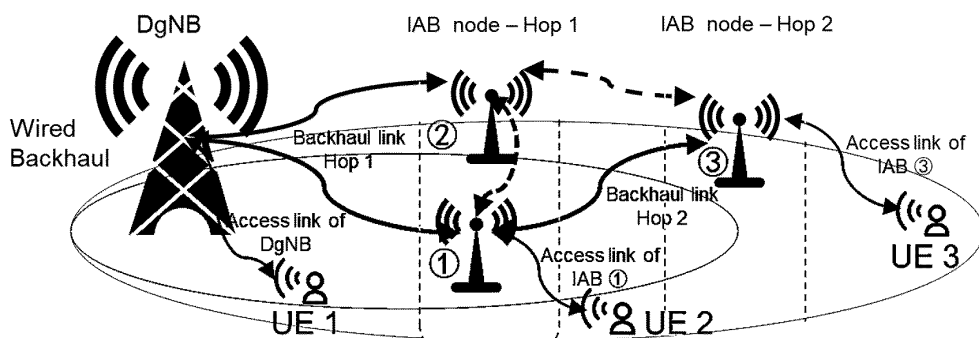 DgNB
IAB node – Hop 1
IAB node – Hop 2
Wired
Backhaul
②
Backhaul link
Hop 1
③
Access link of
IAB ③
Backhaul link
Hop 2
Access link of
DgNB
①
Access link of
IAB ①
UE 3
UE 1
UE 2